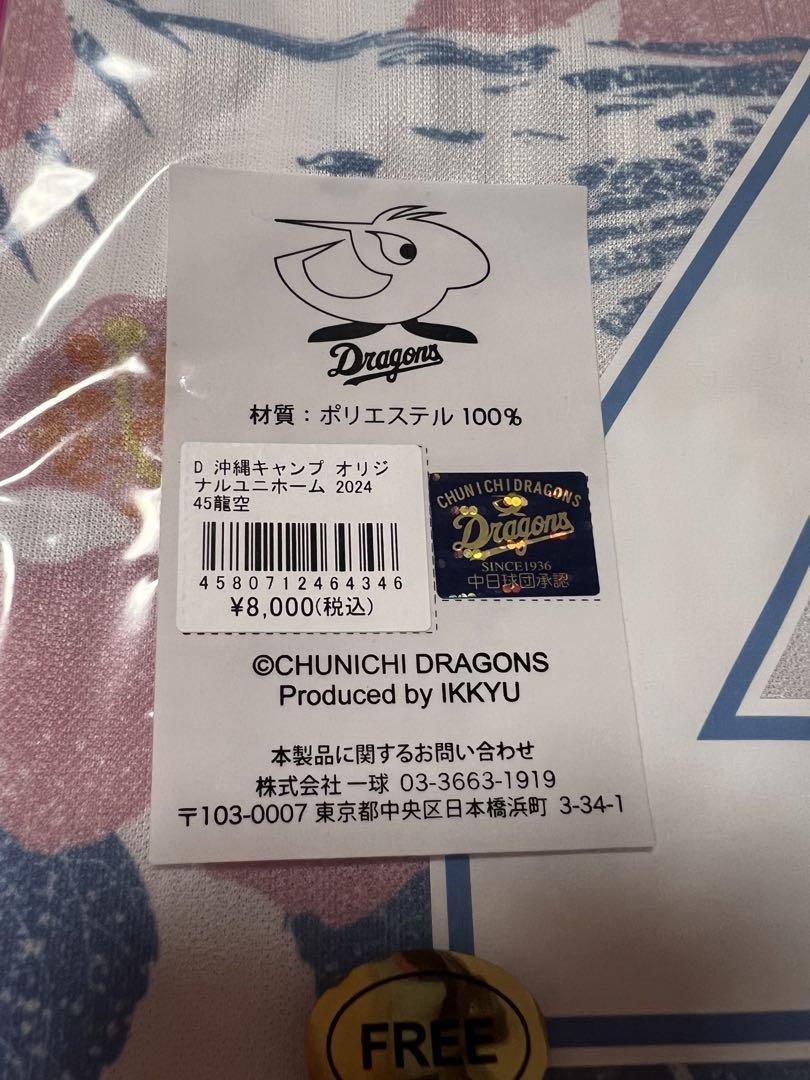 Dragons
材質：ポリエステル 100%
D 沖縄キャンプ オリジ
ナルユニホーム 2024
45龍空
4580712464346
¥8,000(税込)
CHUNICHIDRAGONS
Dragons
SINCE1936
中日球団承認
©CHUNICHI DRAGONS
Produced by IKKYU
本製品に関するお問い合わせ
株式会社 一球 03-3663-1919
〒103-0007 東京都中央区日本橋浜町 3-34-1
FREE